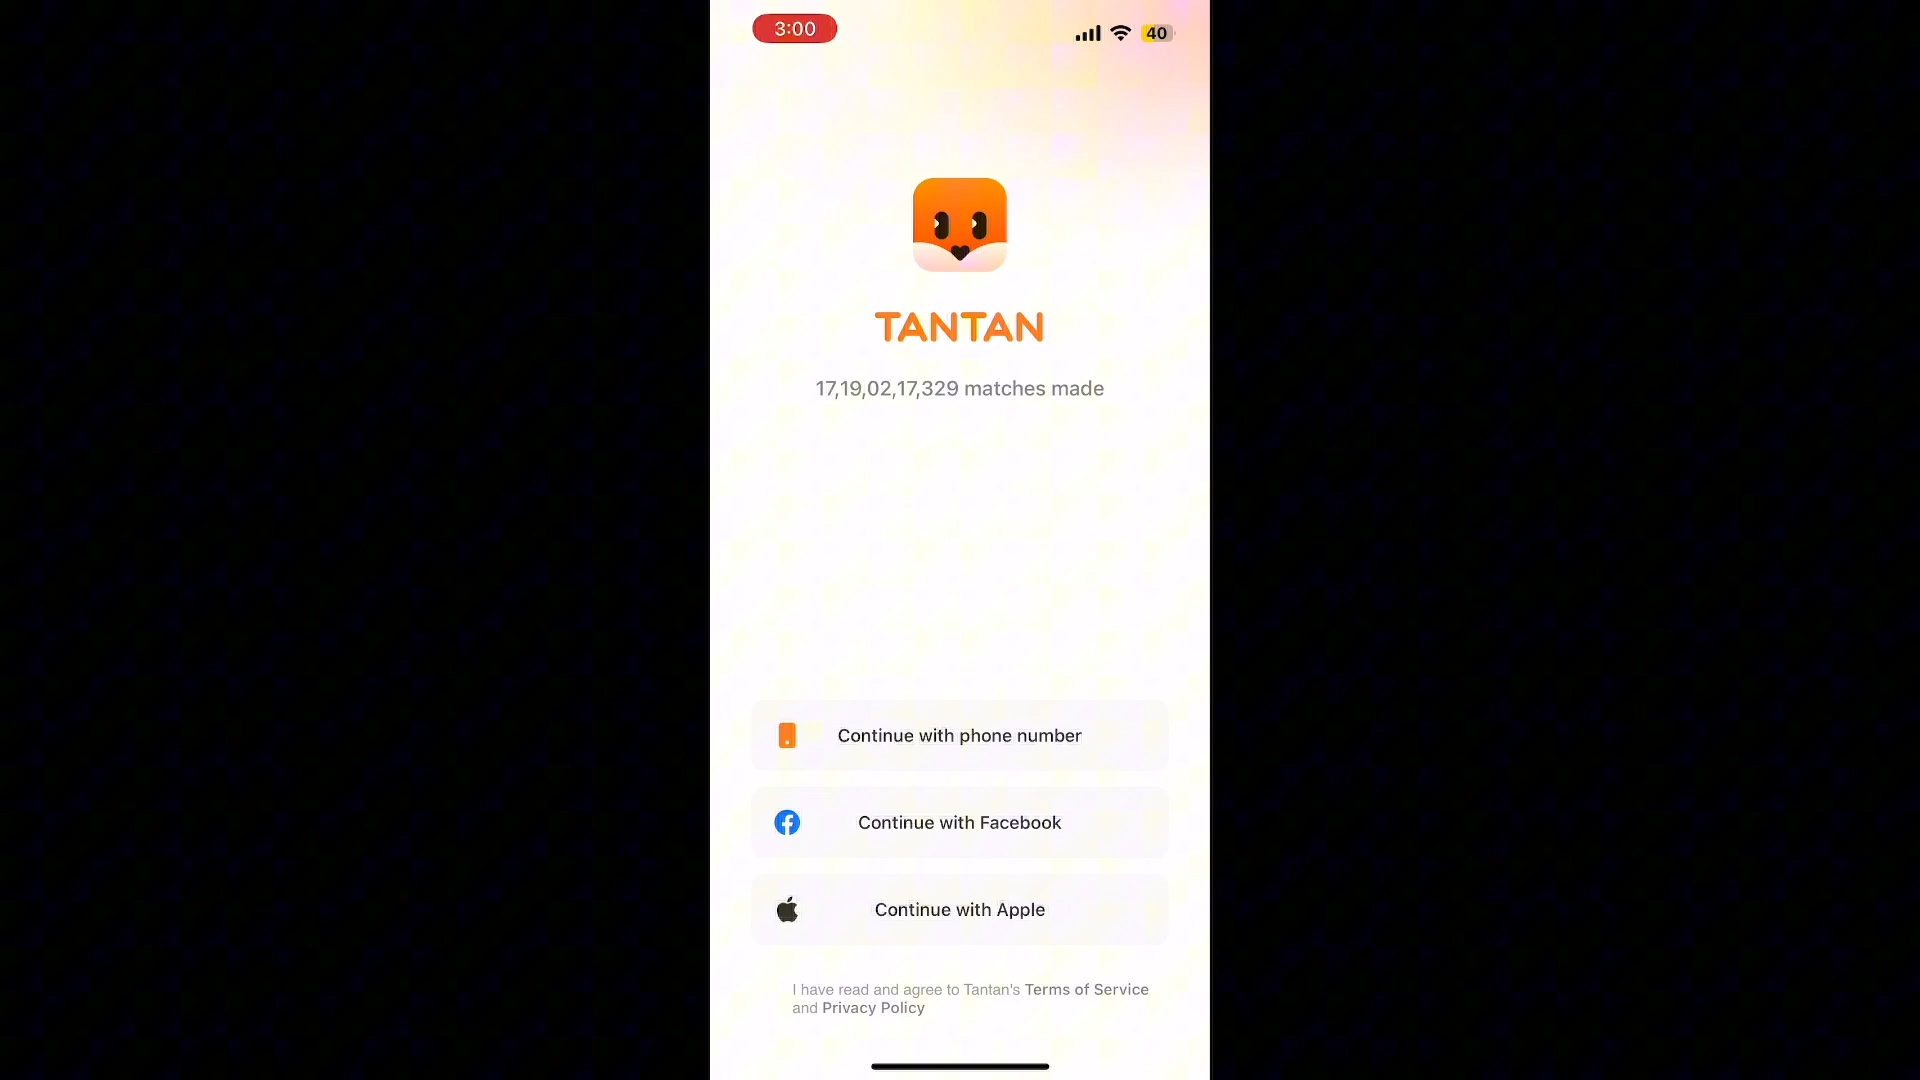 3:00
40
TANTAN
17,19,02,17,329 matches made
Continue with phone number
Continue with Facebook
Continue with Apple
I have read and agree to Tantan's Terms of Service
and Privacy Policy